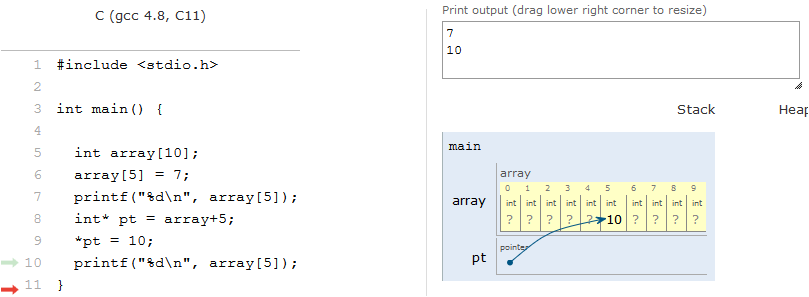 C (gcc 4.8, C11)
1 #include <stdio.h>
2
3 int main() {
4
5 int array[10];
6 array[5] = 7;
7 printf("%d\n", array[5]);
8 int* pt = array+5;
9 *pt = 10;
10 printf("%d\n", array[5]);
11 }
Print output (drag lower right corner to resize)
7
10
Stack Heap
main
array
0 1 2 3 4 5 6 7 8 9
int int int int int int int int int int
array ? ? ? ? ? 10 ? ? ? ?
pointer
pt